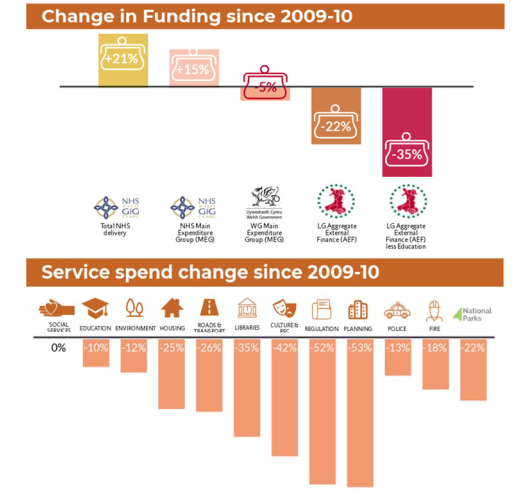 Change in Funding since 2009-10
+21%
+15%
-5%
-22%
-35%
NHS
GIG
CYMRU
NHS
GIG
CYMRU
Llywodraeth Cymru
Welsh Government
Total NHS
delivery
NHS Main
Expenditure
Group (MEG)
WG Main
Expenditure
Group (MEG)
LG Aggregate
External
Finance (AEF)
LG Aggregate
External
Finance (AEF)
less Education
Service spend change since 2009-10
National
Parks
SOCIAL
SERVICES
EDUCATION
ENVIRONMENT
HOUSING
ROADS &
TRANSPORT
LIBRARIES
CULTURE &
REC
REGULATION
PLANNING
POLICE
FIRE
0%
-10%
-12%
-25%
-26%
-35%
-42%
-52%
-53%
-13%
-18%
-22%